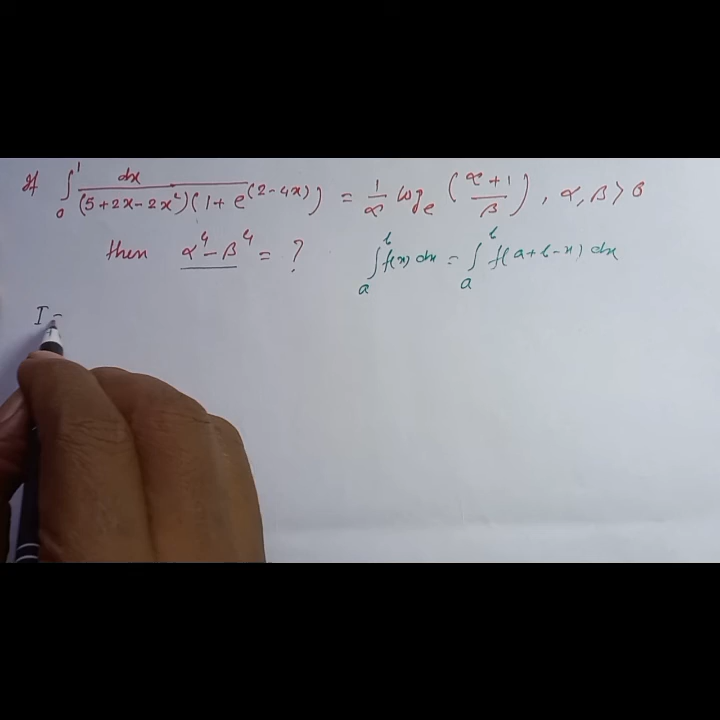 If ∫₀¹ dx / (5+2x-2x²)(1+e^(2-4x)) = 1/α log_e (α+1 / β), α, β > 0
then α⁴-β⁴ = ? ∫ₐᵇ f(x) dx = ∫ₐᵇ f(a+b-x) dx
I =